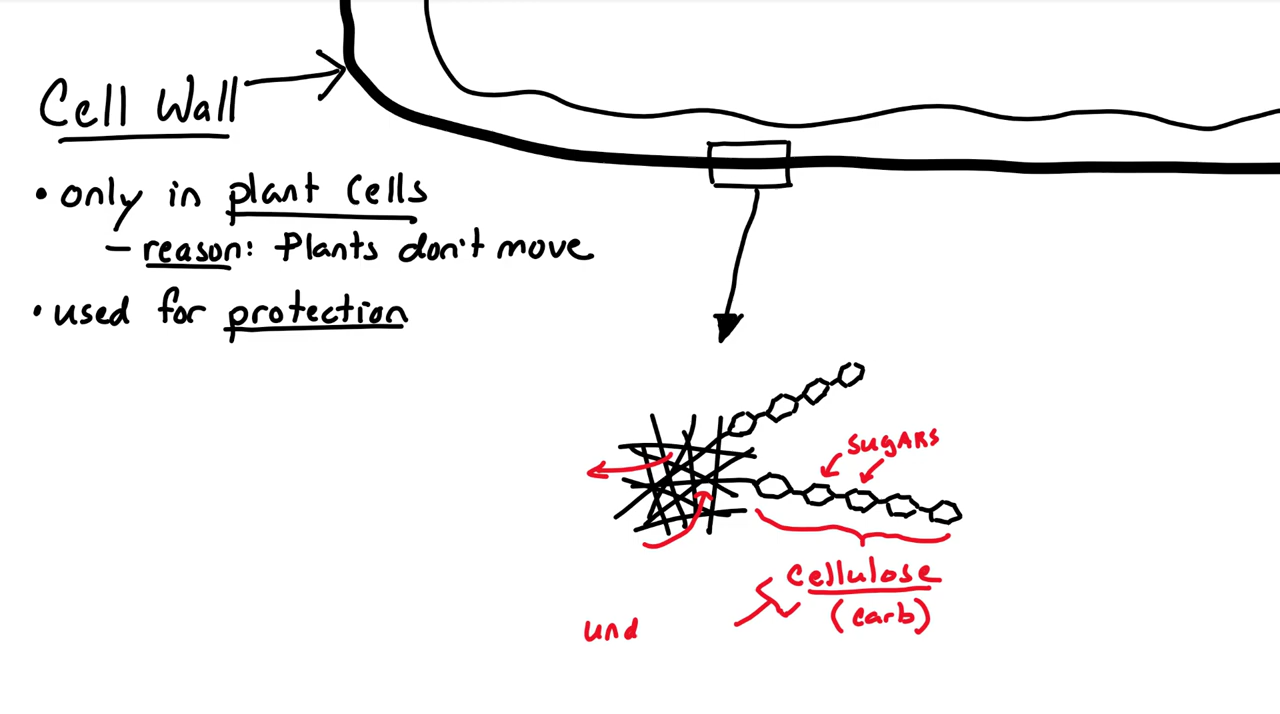 Cell Wall
• only in plant cells
– reason: Plants don't move
• used for protection
SUGARS
Cellulose
(carb)
und